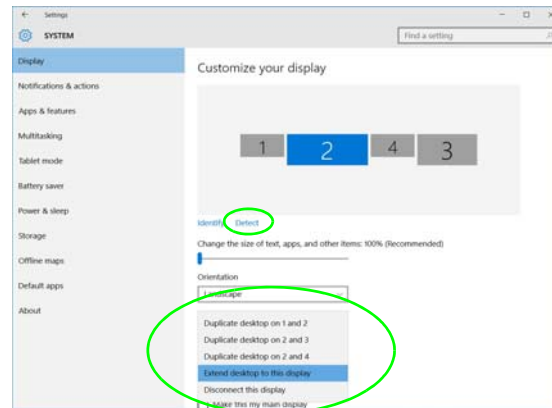 Settings
SYSTEM
Find a setting
Display
Notifications & actions
Apps & features
Multitasking
Tablet mode
Battery saver
Power & sleep
Storage
Offline maps
Default apps
About
Customize your display
1 2 4 3
Identify Detect
Change the size of text, apps, and other items: 100% (Recommended)
Orientation
Landscape
Duplicate desktop on 1 and 2
Duplicate desktop on 2 and 3
Duplicate desktop on 2 and 4
Extend desktop to this display
Disconnect this display
Make this my main display